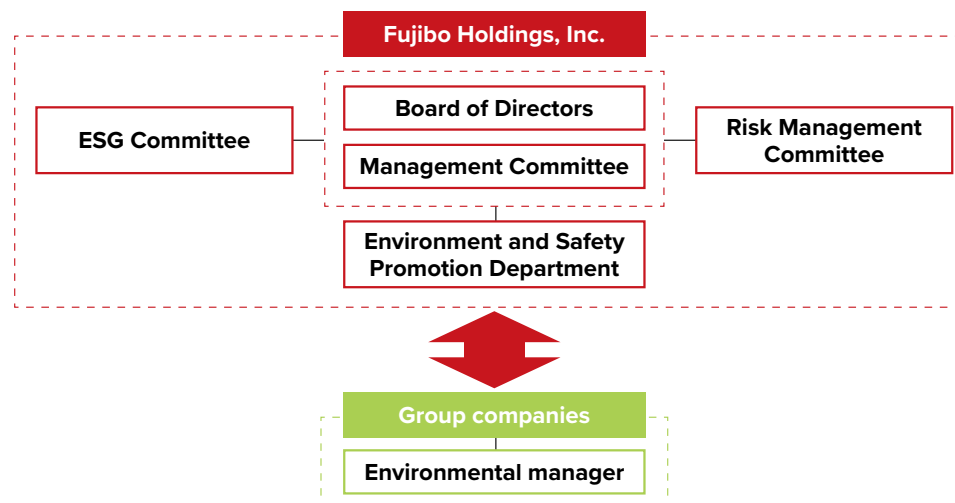 Fujibo Holdings, Inc.
Board of Directors
ESG Committee
Management Committee
Risk Management
Committee
Environment and Safety
Promotion Department
Group companies
Environmental manager